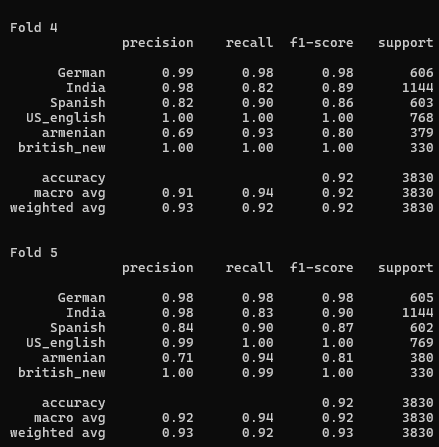 Fold 4
precision recall f1-score support
German 0.99 0.98 0.98 606
India 0.98 0.82 0.89 1144
Spanish 0.82 0.90 0.86 603
US_english 1.00 1.00 1.00 768
armenian 0.69 0.93 0.80 379
british_new 1.00 1.00 1.00 330
accuracy 0.92 3830
macro avg 0.91 0.94 0.92 3830
weighted avg 0.93 0.92 0.92 3830
Fold 5
precision recall f1-score support
German 0.98 0.98 0.98 605
India 0.98 0.83 0.90 1144
Spanish 0.84 0.90 0.87 602
US_english 0.99 1.00 1.00 769
armenian 0.71 0.94 0.81 380
british_new 1.00 0.99 1.00 330
accuracy 0.92 3830
macro avg 0.92 0.94 0.92 3830
weighted avg 0.93 0.92 0.93 3830